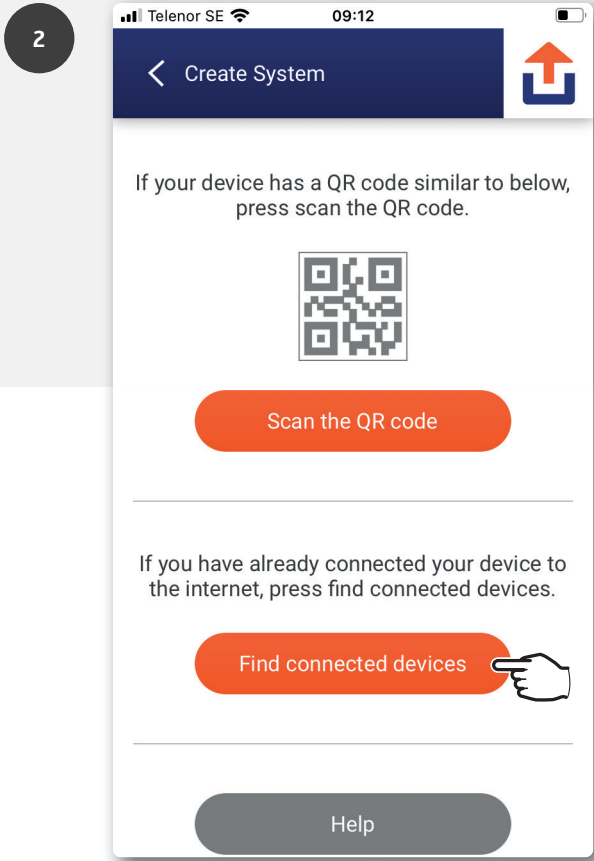 2
Telenor SE
09:12
Create System
If your device has a QR code similar to below,
press scan the QR code.
Scan the QR code
If you have already connected your device to
the internet, press find connected devices.
Find connected devices
Help